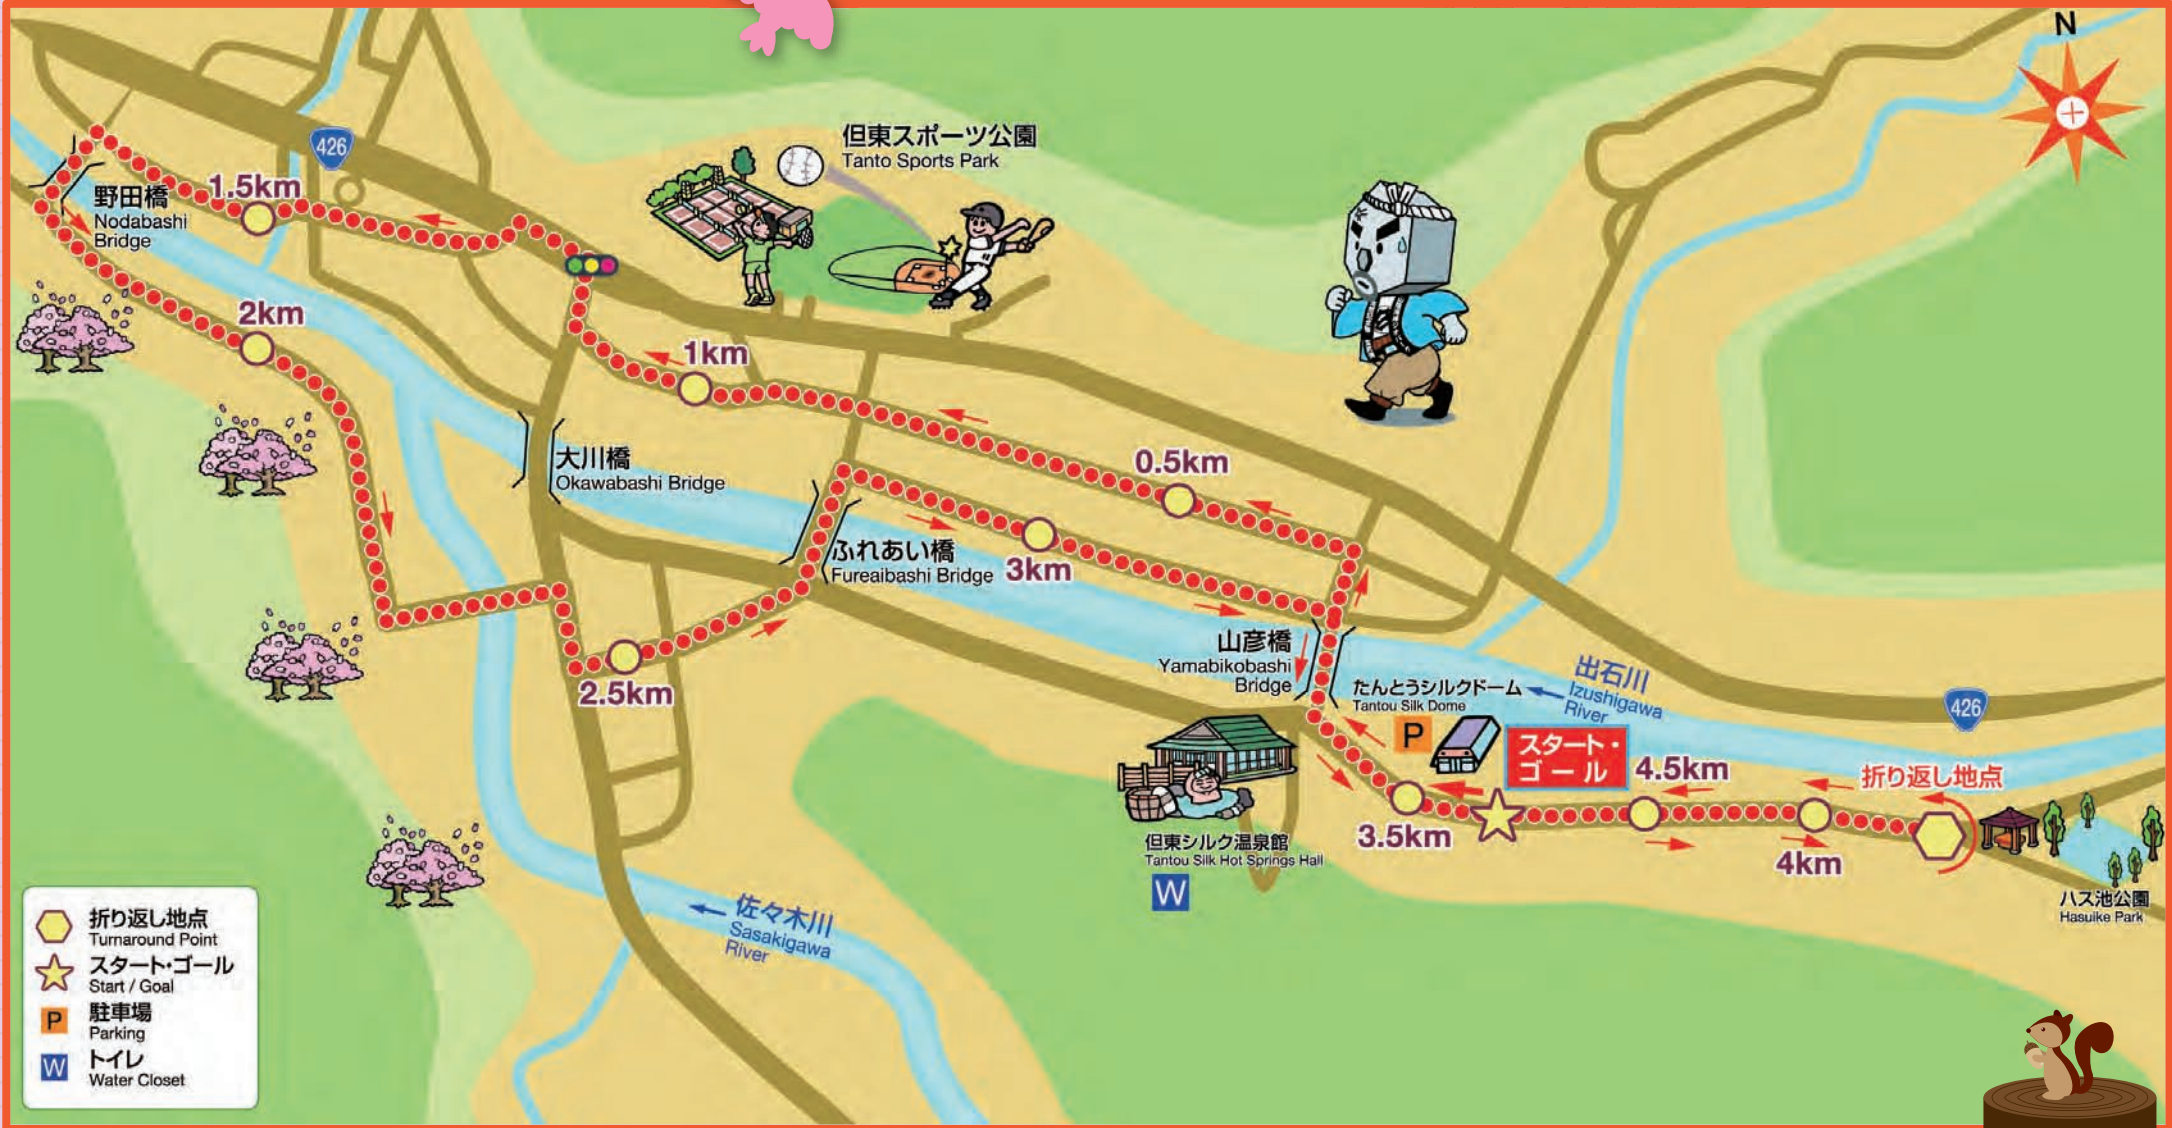 N
426
但東スポーツ公園
Tanto Sports Park
野田橋
Nodabashi
Bridge
1.5km
2km
1km
0.5km
大川橋
Okawabashi Bridge
ふれあい橋
Fureaibashi Bridge
3km
2.5km
山彦橋
Yamabikobashi
Bridge
たんとうシルクドーム
Tantou Silk Dome
P
出石川
Izushigawa
River
426
スタート・
ゴール
4.5km
折り返し地点
3.5km
4km
但東シルク温泉館
Tantou Silk Hot Springs Hall
W
ハス池公園
Hasuike Park
佐々木川
Sasakigawa
River
折り返し地点
Turnaround Point
スタート・ゴール
Start / Goal
P
駐車場
Parking
W
トイレ
Water Closet